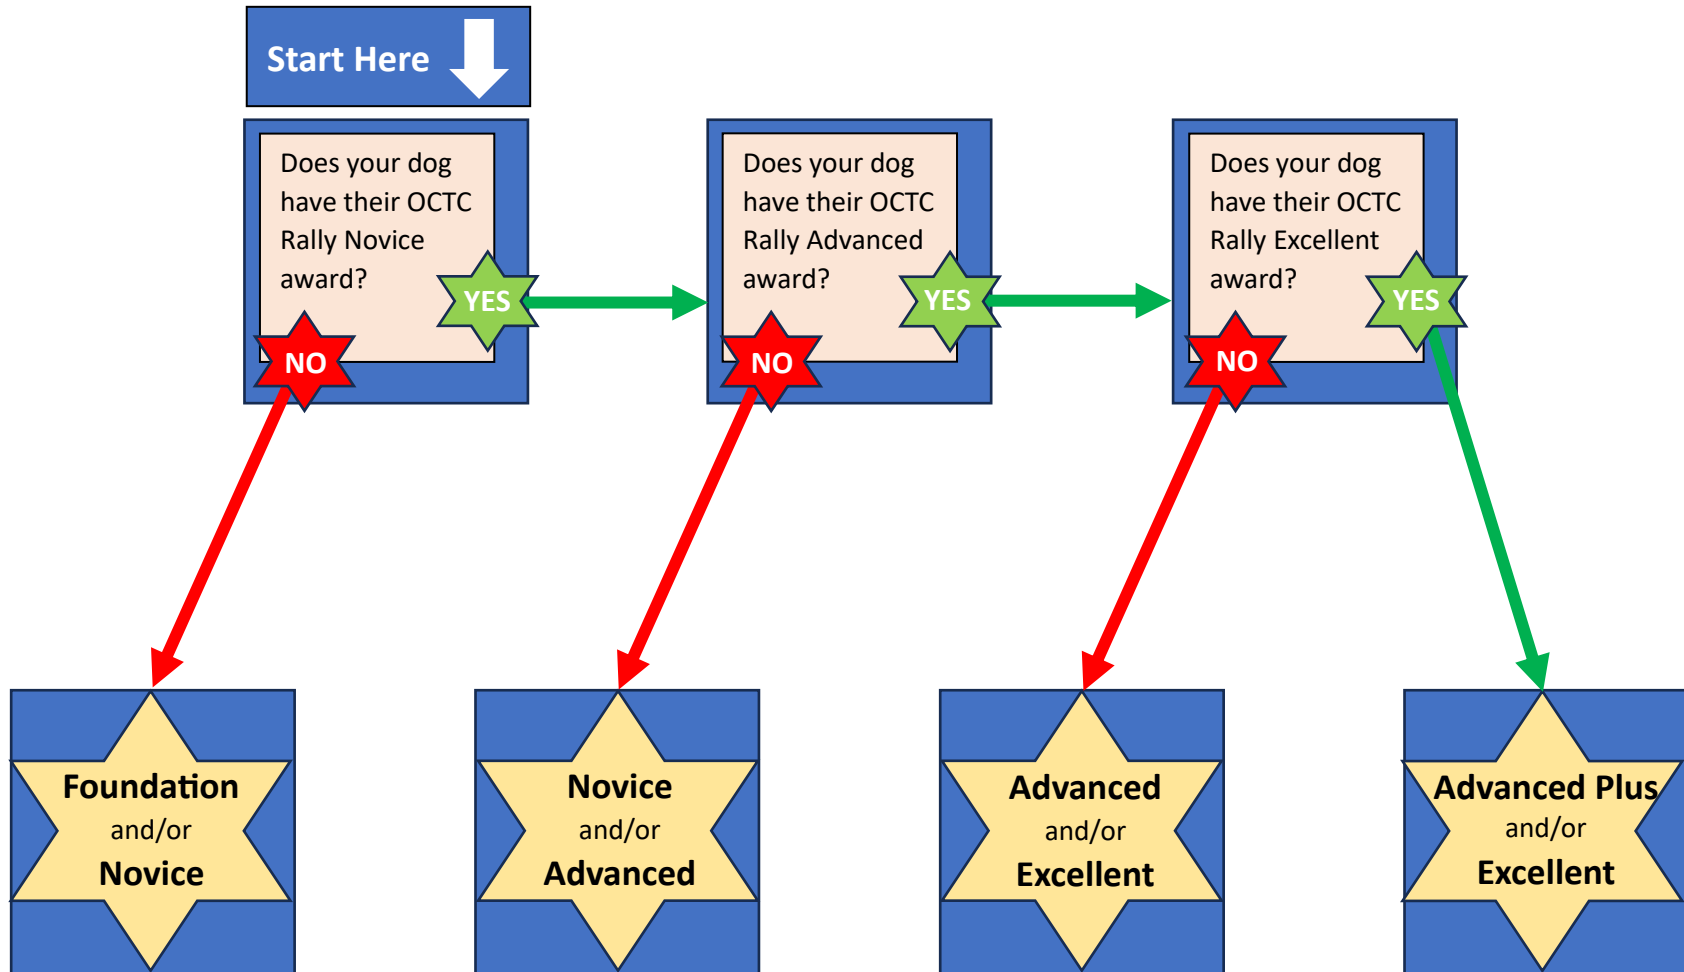 Start Here
Does your dog
have their OCTC
Rally Novice
award?
YES
NO
Does your dog
have their OCTC
Rally Advanced
award?
YES
NO
Does your dog
have their OCTC
Rally Excellent
award?
YES
NO
Foundation
and/or
Novice
Novice
and/or
Advanced
Advanced
and/or
Excellent
Advanced Plus
and/or
Excellent